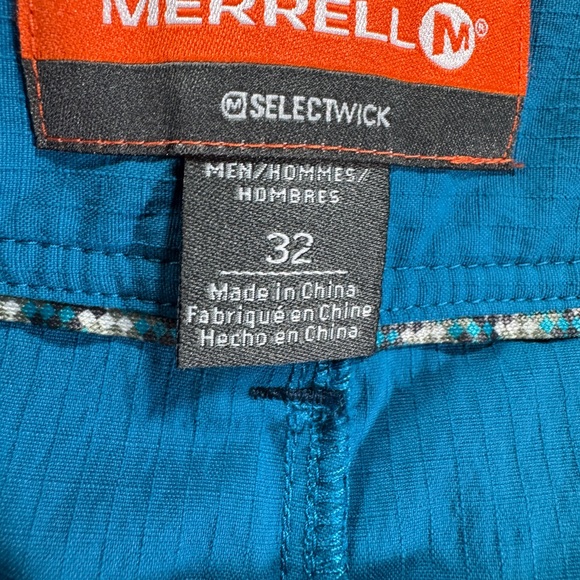 MERRELL M®
M SELECTWICK
MEN/HOMMES/
HOMBRES
32
Made in China
Fabriqué en Chine
Hecho en China